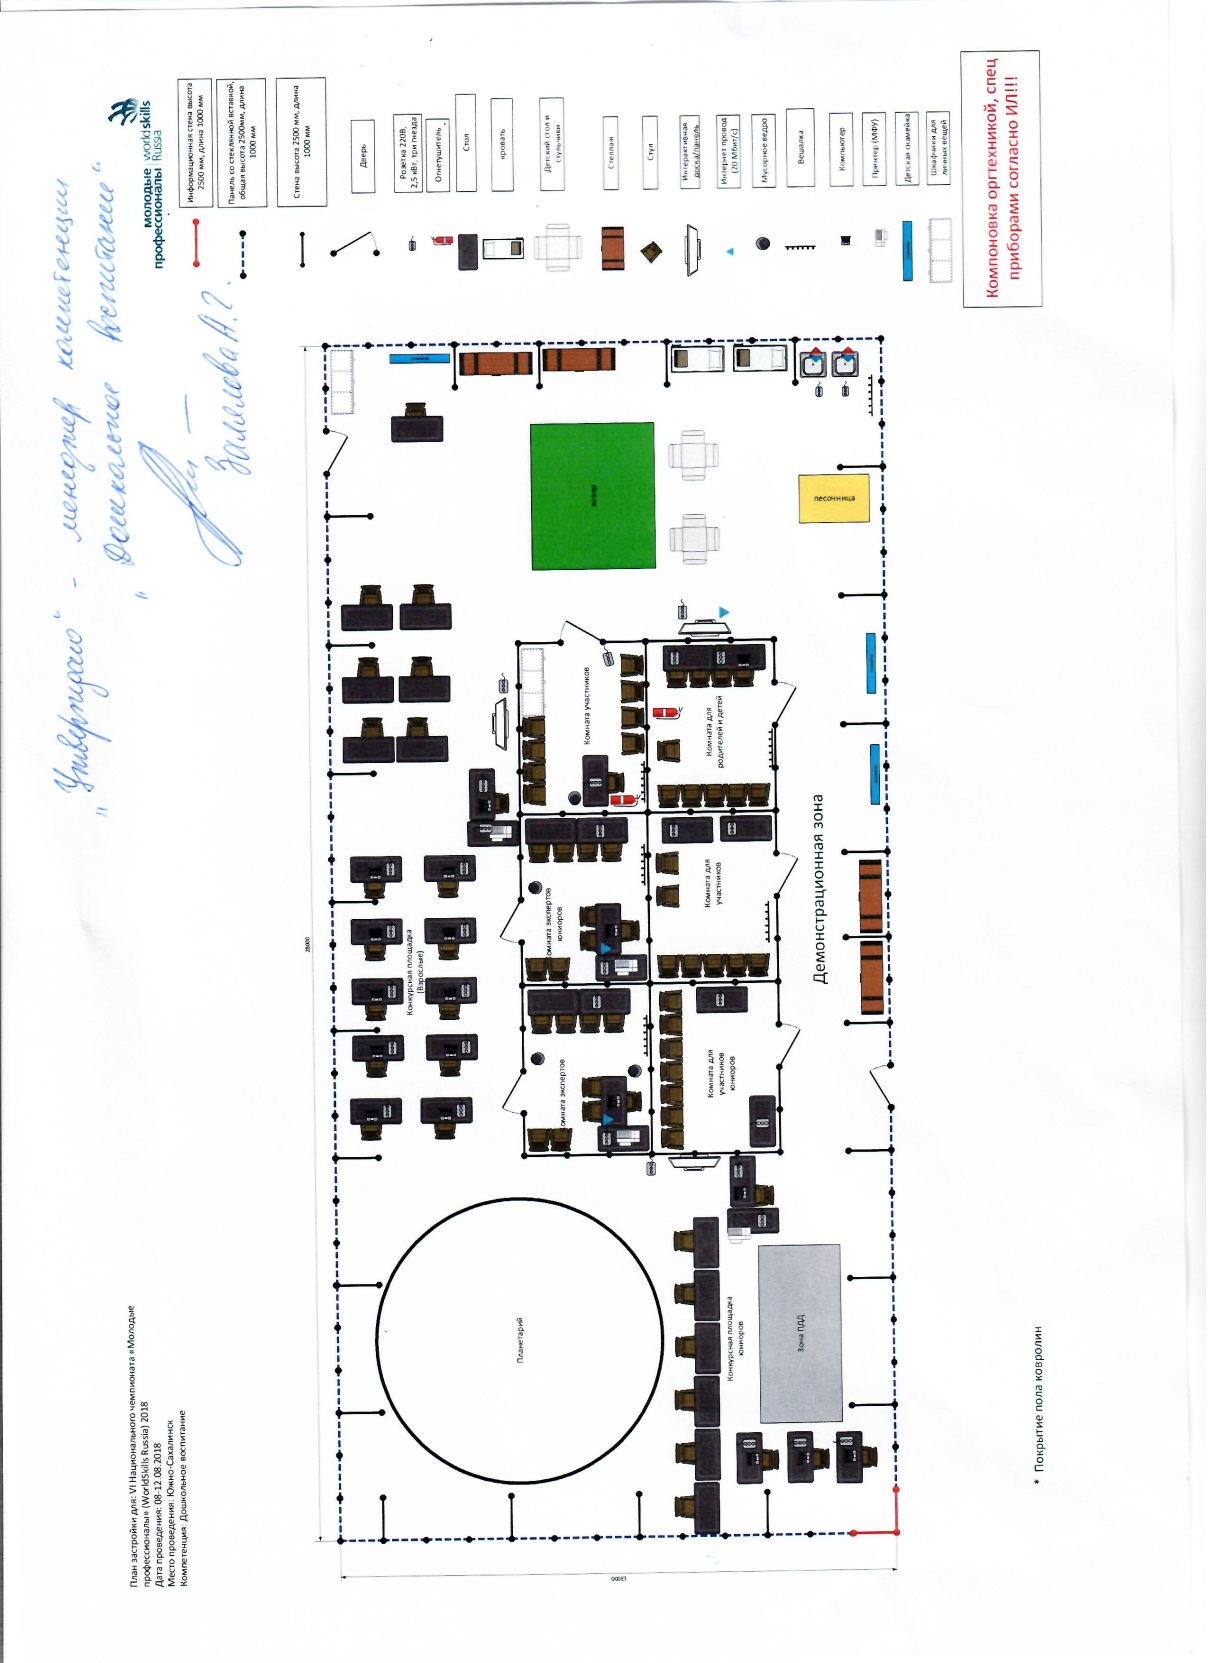 План застройки для: VI Национального чемпионата «Молодые
профессионалы» (WorldSkills Russia) 2018
Дата проведения: 08-12.08.2018
Место проведения: Южно-Сахалинск
Компетенция: Дошкольное воспитание
"Универправо" - менеджер компетенции
"Дошкольное воспитание"
молодые
профессионалы
worldskills
Russia
Информационная стена высота
2500 мм, длина 1000 мм
Панель со стеклянной вставной,
общая высота 2500мм, длина
1000 мм
Стена высота 2500 мм, длина
1000 мм
Дверь
Розетка 220В,
2,5 кВт, три гнезда
Огнетушитель
Стол
кровать
Детский стол и
стульчики
Стеллаж
Стул
Интерактивная
доска/панель
Интернет провод
(20 Мбит/с)
Мусорное ведро
Вешалка
Компьютер
Принтер (МФУ)
Детская скамейка
Шкафчики для
личных вещей
Компоновка оргтехникой, спец
приборами согласно ИЛ!!!
28000
13000
Планетарий
Конкурсная площадка
(Взрослые)
Комната экспертов
Комната экспертов
юниоров
Комната участников
Комната для
участников
юниоров
Комната для
участников
Комната для
родителей и детей
ковер
песочница
Конкурсная площадка
юниоров
Зона ПДД
Демонстрационная зона
* Покрытие пола ковролин